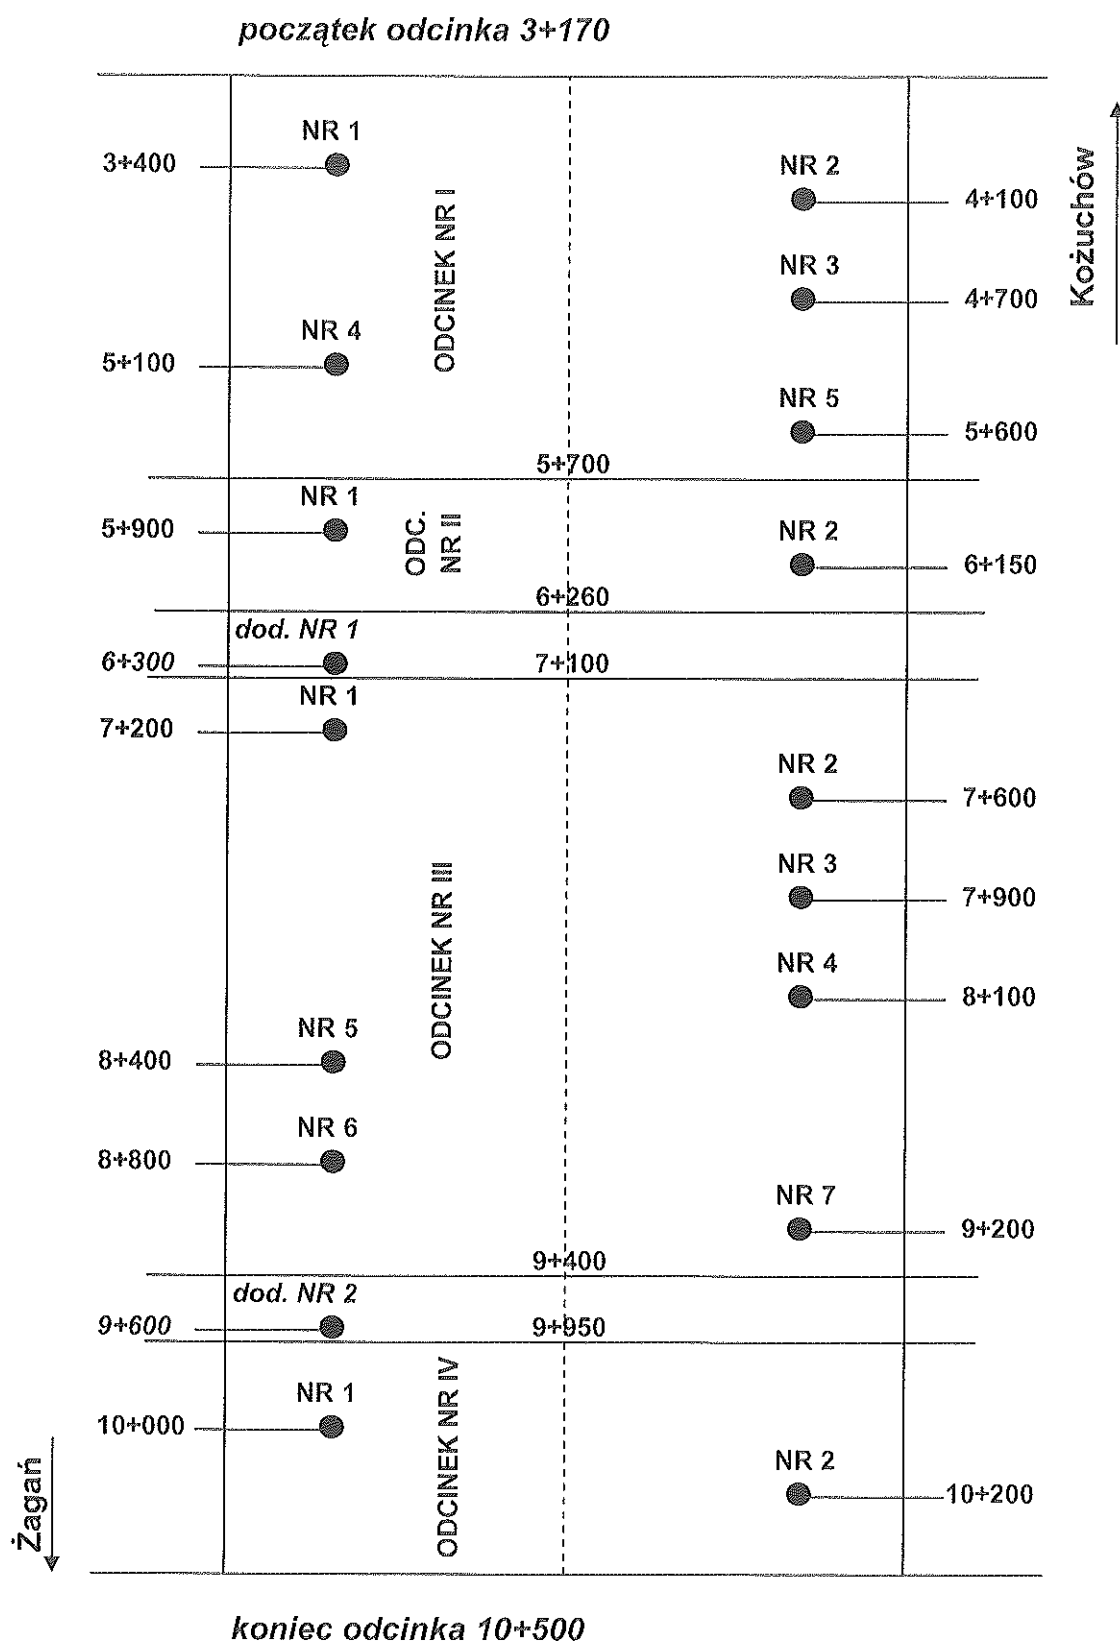 początek odcinka 3+170
NR 1
3+400
NR 2
4+100
Kożuchów
ODCINEK NR I
NR 3
4+700
NR 4
5+100
NR 5
5+600
5+700
NR 1
5+900
ODC.
NR II
NR 2
6+150
6+260
dod. NR 1
6+300
7+100
NR 1
7+200
NR 2
7+600
NR 3
7+900
ODCINEK NR III
NR 4
8+100
NR 5
8+400
NR 6
8+800
NR 7
9+200
9+400
dod. NR 2
9+600
9+950
NR 1
10+000
ODCINEK NR IV
NR 2
10+200
Żagań
koniec odcinka 10+500